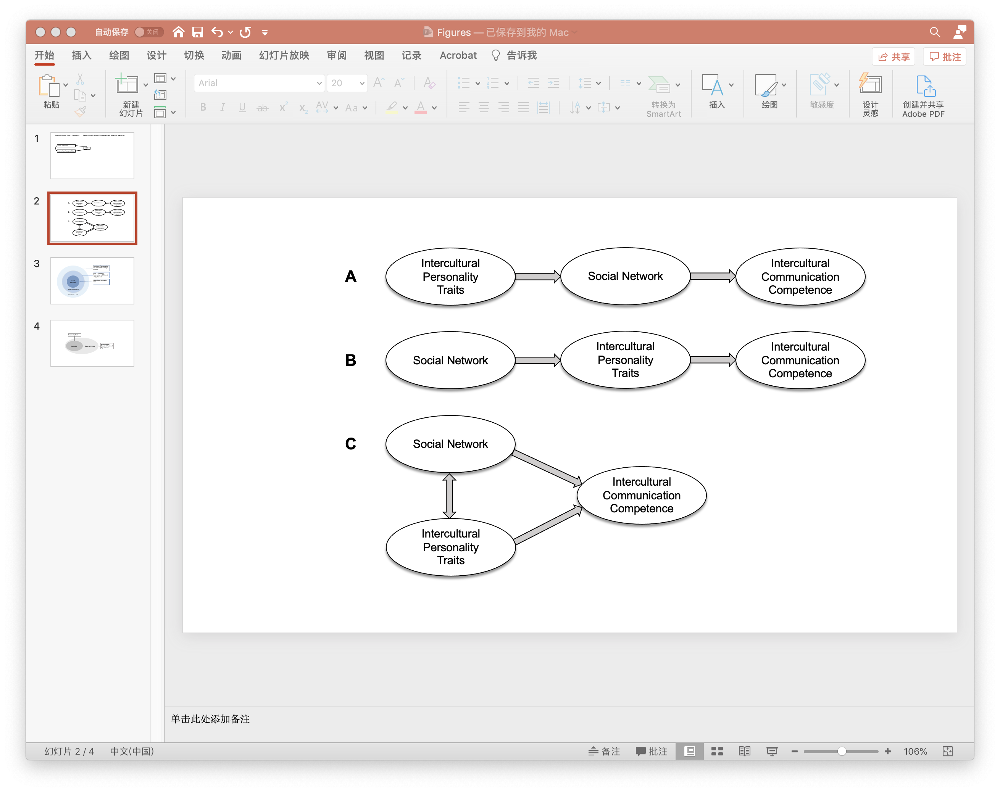 自动保存 关闭
Figures — 已保存到我的 Mac
开始 插入 绘图 设计 切换 动画 幻灯片放映 审阅 视图 记录 Acrobat 告诉我 共享 批注
粘贴
新建
幻灯片
Arial 20
转换为
SmartArt
插入
绘图
敏感度
设计
灵感
创建并共享
Adobe PDF
1
2
3
4
A
Intercultural
Personality
Traits
Social Network
Intercultural
Communication
Competence
B
Social Network
Intercultural
Personality
Traits
Intercultural
Communication
Competence
C
Social Network
Intercultural
Communication
Competence
Intercultural
Personality
Traits
单击此处添加备注
幻灯片 2 / 4 中文(中国) 备注 批注 106%